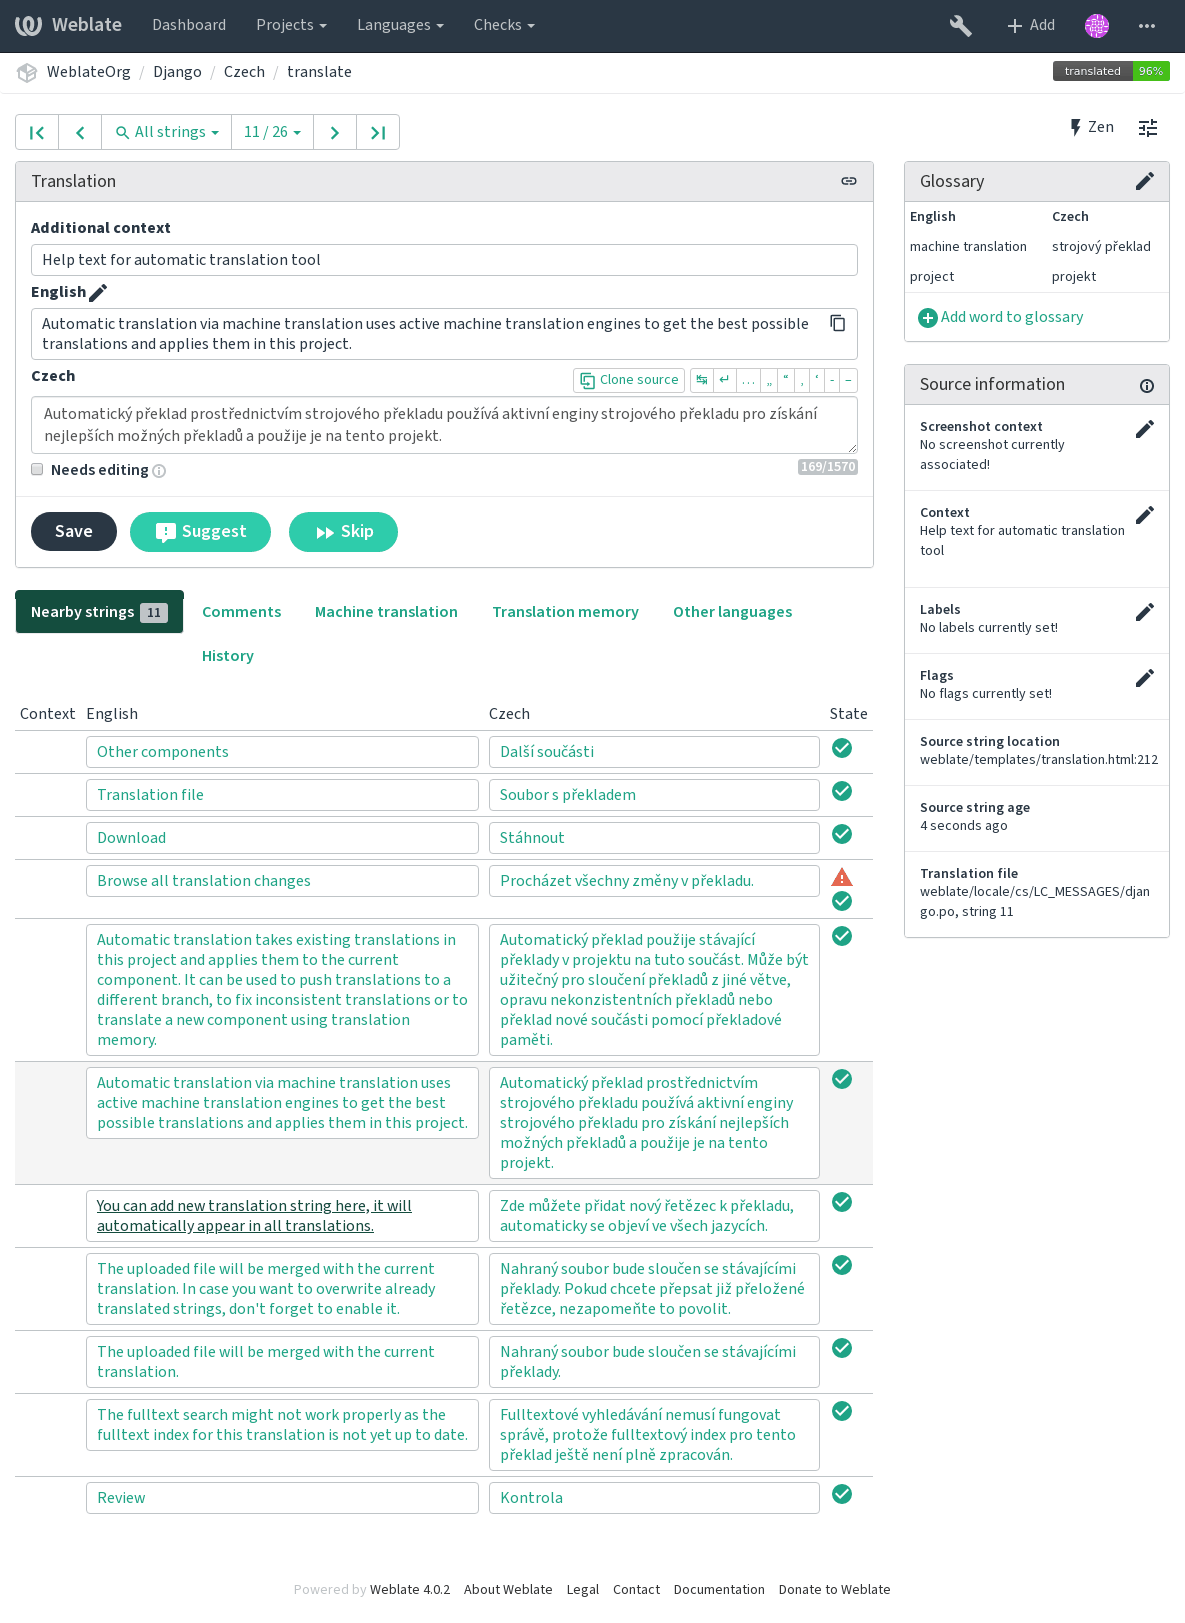 Weblate Dashboard Projects Languages Checks Add
WeblateOrg / Django / Czech / translate translated 96%
All strings 11 / 26 Zen
Translation
Additional context
Help text for automatic translation tool
English
Automatic translation via machine translation uses active machine translation engines to get the best possible
translations and applies them in this project.
Czech Clone source ↹ ↵ … „ “ ‚ ‘ - –
Automatický překlad prostřednictvím strojového překladu používá aktivní enginy strojového překladu pro získání
nejlepších možných překladů a použije je na tento projekt.
Needs editing 169/1570
Save Suggest Skip
Nearby strings 11 Comments Machine translation Translation memory Other languages
History
Context English Czech State
Other components Další součásti
Translation file Soubor s překladem
Download Stáhnout
Browse all translation changes Procházet všechny změny v překladu.
Automatic translation takes existing translations in
this project and applies them to the current
component. It can be used to push translations to a
different branch, to fix inconsistent translations or to
translate a new component using translation
memory.
Automatický překlad použije stávající
překlady v projektu na tuto součást. Může být
užitečný pro sloučení překladů z jiné větve,
opravu nekonzistentních překladů nebo
překlad nové součásti pomocí překladové
paměti.
Automatic translation via machine translation uses
active machine translation engines to get the best
possible translations and applies them in this project.
Automatický překlad prostřednictvím
strojového překladu používá aktivní enginy
strojového překladu pro získání nejlepších
možných překladů a použije je na tento
projekt.
You can add new translation string here, it will
automatically appear in all translations.
Zde můžete přidat nový řetězec k překladu,
automaticky se objeví ve všech jazycích.
The uploaded file will be merged with the current
translation. In case you want to overwrite already
translated strings, don't forget to enable it.
Nahraný soubor bude sloučen se stávajícími
překlady. Pokud chcete přepsat již přeložené
řetězce, nezapomeňte to povolit.
The uploaded file will be merged with the current
translation.
Nahraný soubor bude sloučen se stávajícími
překlady.
The fulltext search might not work properly as the
fulltext index for this translation is not yet up to date.
Fulltextové vyhledávání nemusí fungovat
správě, protože fulltextový index pro tento
překlad ještě není plně zpracován.
Review Kontrola
Glossary
English Czech
machine translation strojový překlad
project projekt
Add word to glossary
Source information
Screenshot context
No screenshot currently
associated!
Context
Help text for automatic translation
tool
Labels
No labels currently set!
Flags
No flags currently set!
Source string location
weblate/templates/translation.html:212
Source string age
4 seconds ago
Translation file
weblate/locale/cs/LC_MESSAGES/djan
go.po, string 11
Powered by Weblate 4.0.2 About Weblate Legal Contact Documentation Donate to Weblate